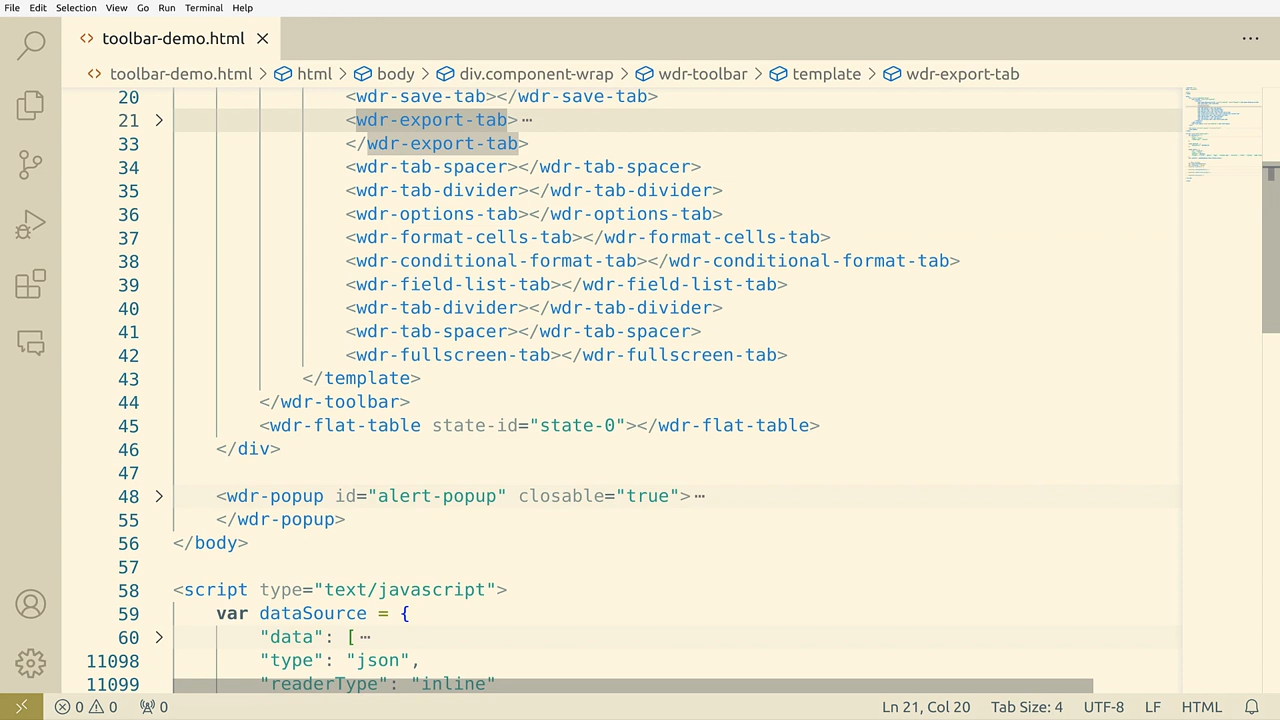 File Edit Selection View Go Run Terminal Help
toolbar-demo.html
toolbar-demo.html > html > body > div.component-wrap > wdr-toolbar > template > wdr-export-tab
20 <wdr-save-tab></wdr-save-tab>
21 <wdr-export-tab>…
33 </wdr-export-tab>
34 <wdr-tab-spacer></wdr-tab-spacer>
35 <wdr-tab-divider></wdr-tab-divider>
36 <wdr-options-tab></wdr-options-tab>
37 <wdr-format-cells-tab></wdr-format-cells-tab>
38 <wdr-conditional-format-tab></wdr-conditional-format-tab>
39 <wdr-field-list-tab></wdr-field-list-tab>
40 <wdr-tab-divider></wdr-tab-divider>
41 <wdr-tab-spacer></wdr-tab-spacer>
42 <wdr-fullscreen-tab></wdr-fullscreen-tab>
43 </template>
44 </wdr-toolbar>
45 <wdr-flat-table state-id="state-0"></wdr-flat-table>
46 </div>
47
48 <wdr-popup id="alert-popup" closable="true">…
55 </wdr-popup>
56 </body>
57
58 <script type="text/javascript">
59 var dataSource = {
60 "data": […
11098 "type": "json",
11099 "readerType": "inline"
0 0 0 Ln 21, Col 20 Tab Size: 4 UTF-8 LF HTML